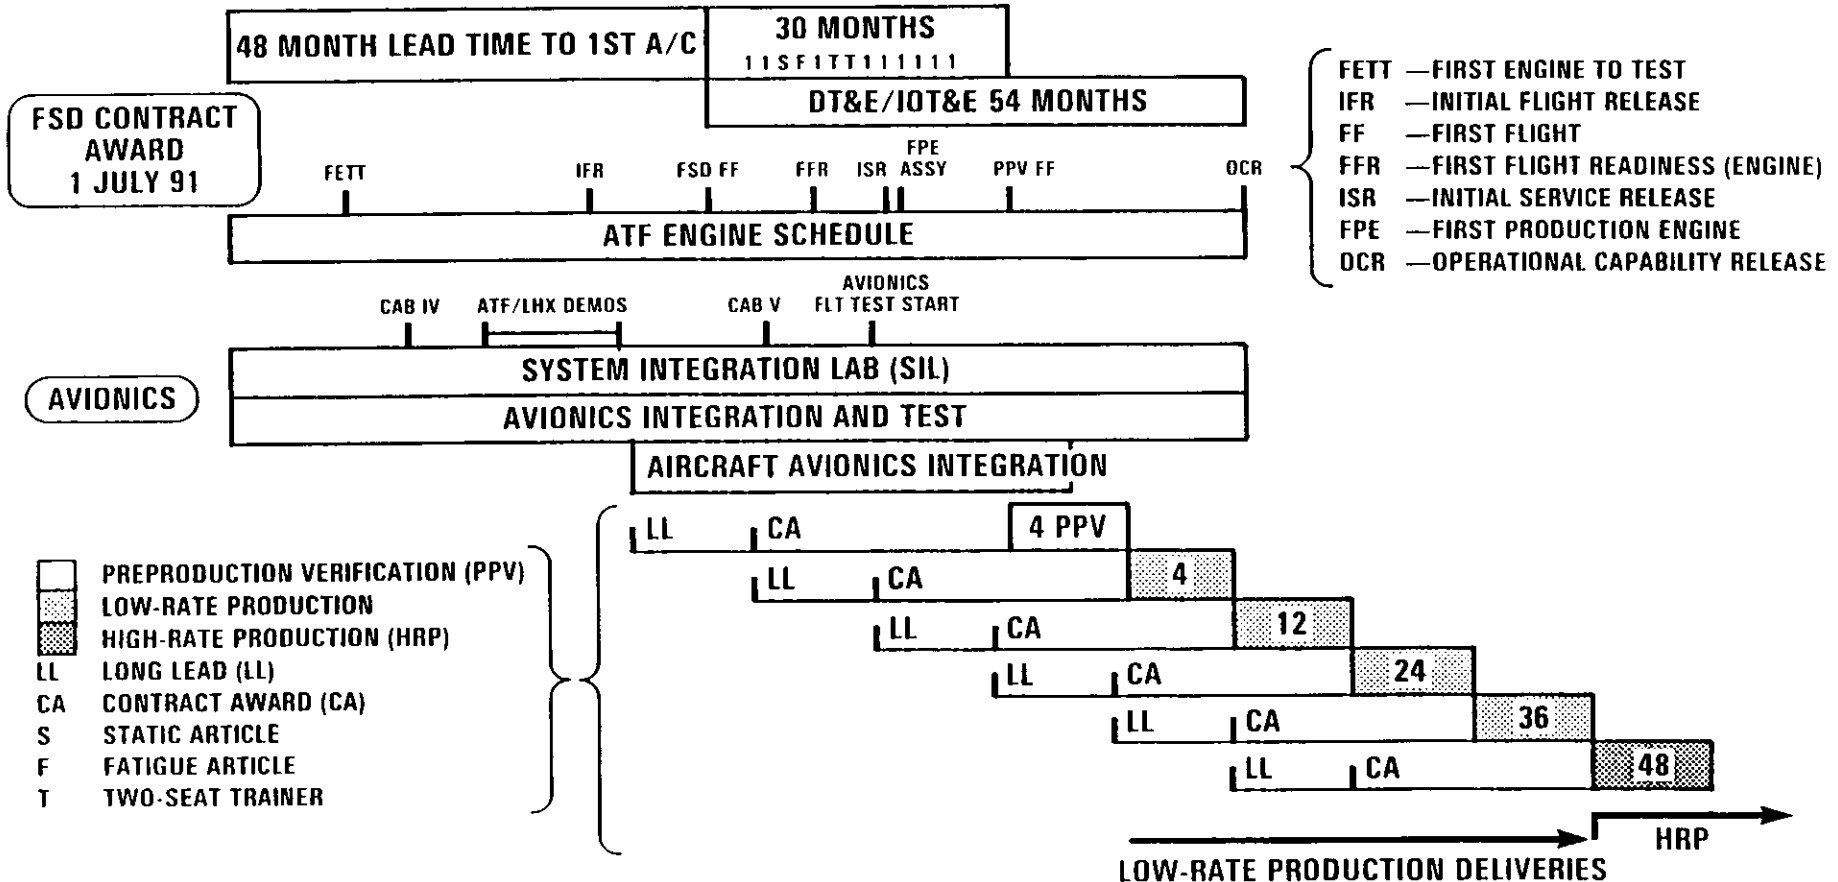 48 MONTH LEAD TIME TO 1ST A/C
30 MONTHS
1 1 S F 1 T T 1 1 1 1 1 1
DT&E/IOT&E 54 MONTHS
FSD CONTRACT
AWARD
1 JULY 91
FETT
IFR
FSD FF
FFR
ISR
FPE
ASSY
PPV FF
OCR
ATF ENGINE SCHEDULE
FETT —FIRST ENGINE TO TEST
IFR —INITIAL FLIGHT RELEASE
FF —FIRST FLIGHT
FFR —FIRST FLIGHT READINESS (ENGINE)
ISR —INITIAL SERVICE RELEASE
FPE —FIRST PRODUCTION ENGINE
OCR —OPERATIONAL CAPABILITY RELEASE
CAB IV
ATF/LHX DEMOS
CAB V
AVIONICS
FLT TEST START
AVIONICS
SYSTEM INTEGRATION LAB (SIL)
AVIONICS INTEGRATION AND TEST
AIRCRAFT AVIONICS INTEGRATION
PREPRODUCTION VERIFICATION (PPV)
LOW-RATE PRODUCTION
HIGH-RATE PRODUCTION (HRP)
LL LONG LEAD (LL)
CA CONTRACT AWARD (CA)
S STATIC ARTICLE
F FATIGUE ARTICLE
T TWO-SEAT TRAINER
LL CA 4 PPV
LL CA 4
LL CA 12
LL CA 24
LL CA 36
LL CA 48
HRP
LOW-RATE PRODUCTION DELIVERIES